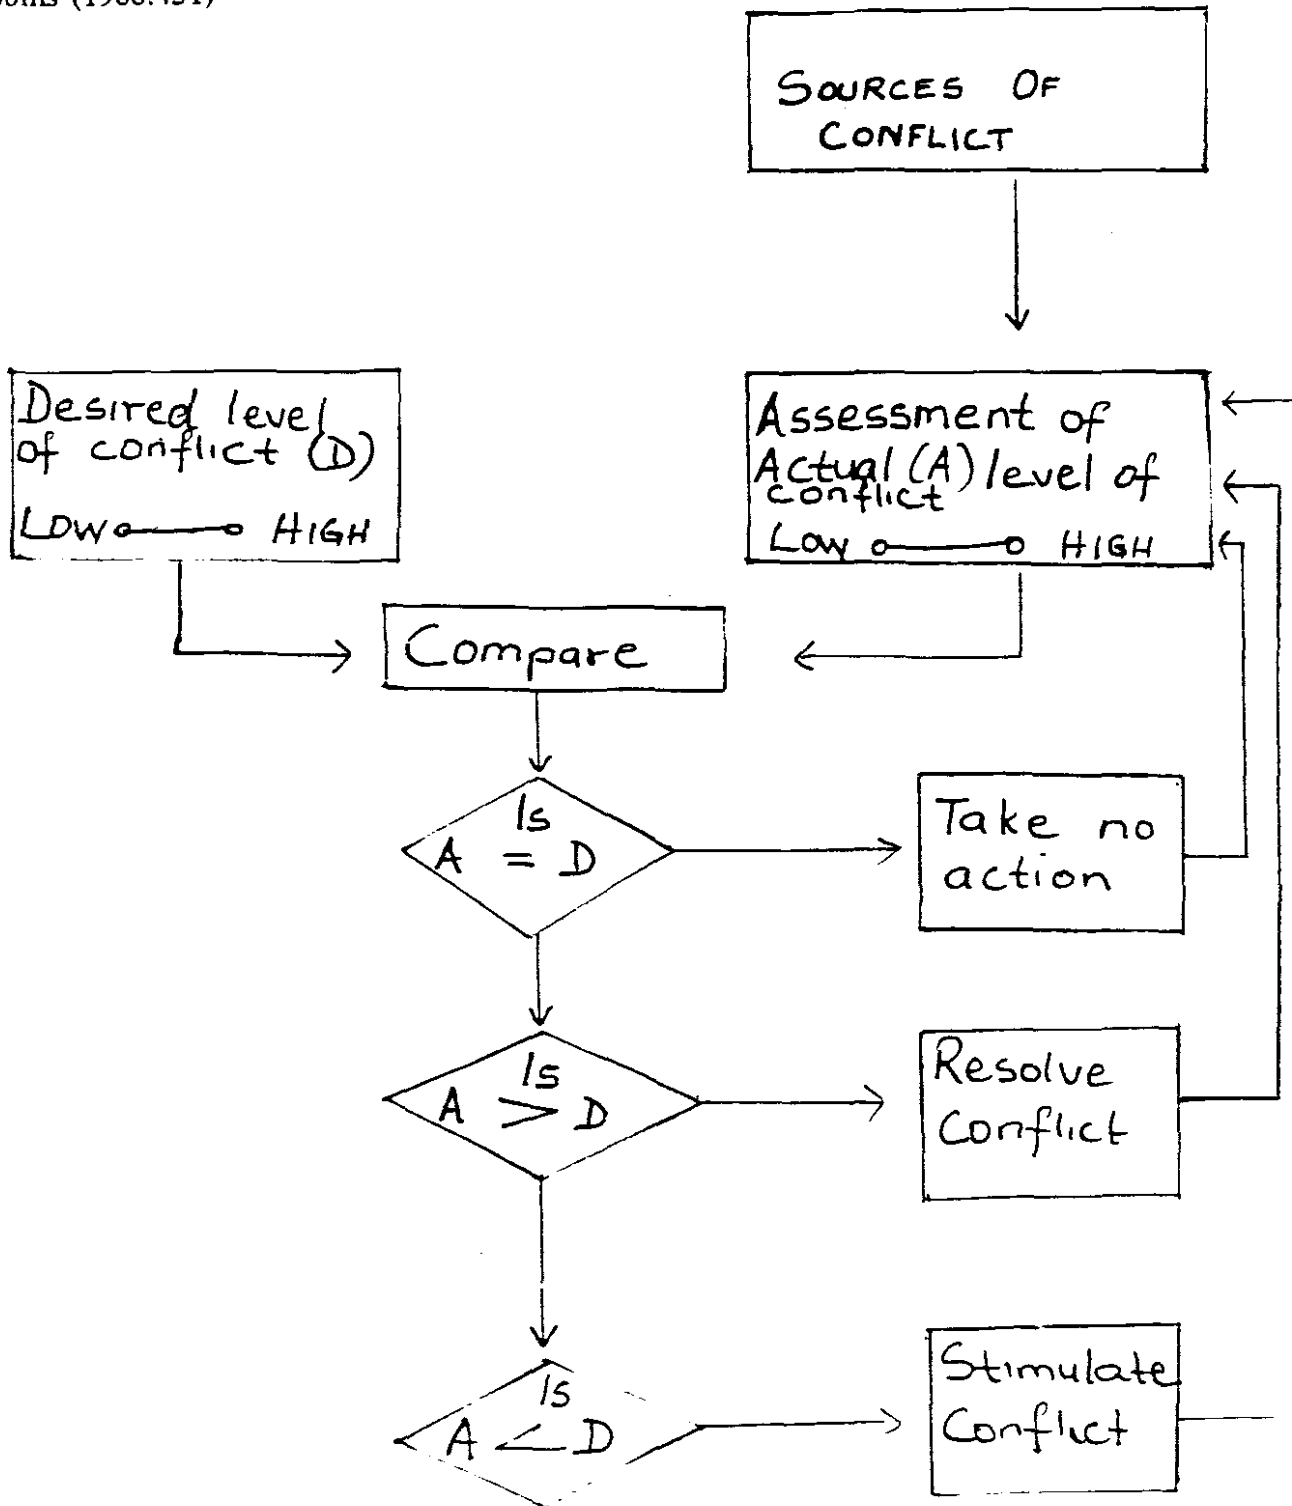 SOURCES OF
CONFLICT
Desired level
of conflict (D)
LOW HIGH
Assessment of
Actual (A) level of
conflict
Low HIGH
Compare
Is
A = D
Take no
action
Is
A > D
Resolve
Conflict
Is
A < D
Stimulate
Conflict